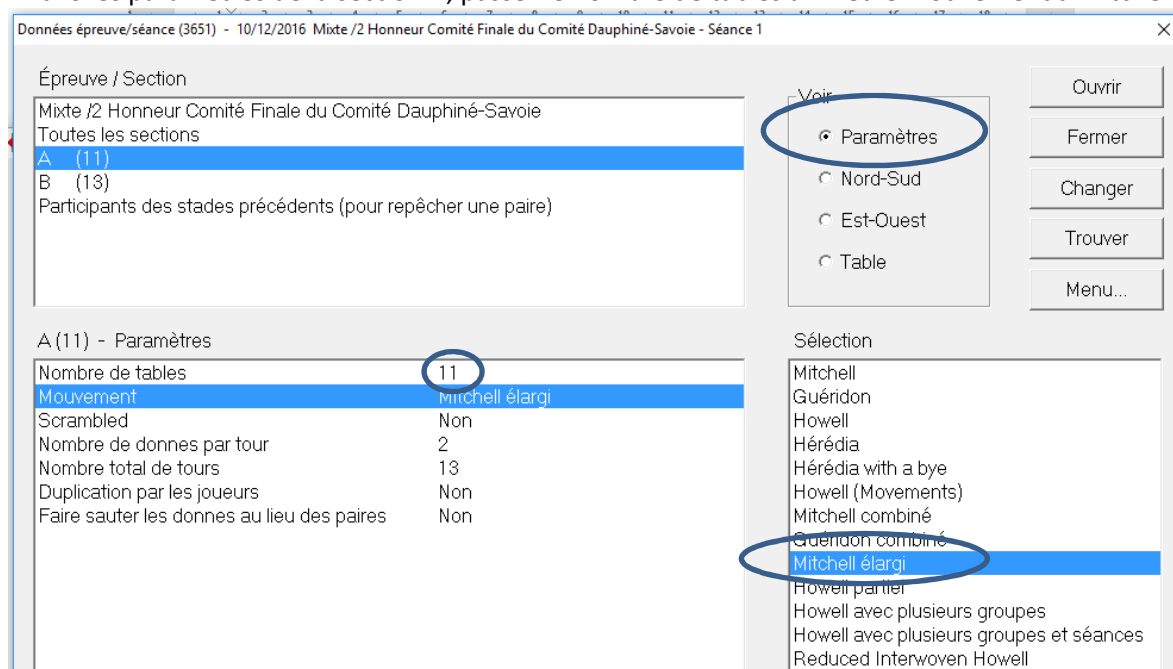 Données épreuve/séance (3651) - 10/12/2016 Mixte /2 Honneur Comité Finale du Comité Dauphiné-Savoie - Séance 1
Épreuve / Section
Mixte /2 Honneur Comité Finale du Comité Dauphiné-Savoie
Toutes les sections
A (11)
B (13)
Participants des stades précédents (pour repêcher une paire)
Voir
Paramètres
Nord-Sud
Est-Ouest
Table
Ouvrir
Fermer
Changer
Trouver
Menu...
A (11) - Paramètres
Nombre de tables 11
Mouvement Mitchell élargi
Scrambled Non
Nombre de donnes par tour 2
Nombre total de tours 13
Duplication par les joueurs Non
Faire sauter les donnes au lieu des paires Non
Sélection
Mitchell
Guéridon
Howell
Hérédia
Hérédia with a bye
Howell (Movements)
Mitchell combiné
Guéridon combiné
Mitchell élargi
Howell partiel
Howell avec plusieurs groupes
Howell avec plusieurs groupes et séances
Reduced Interwoven Howell